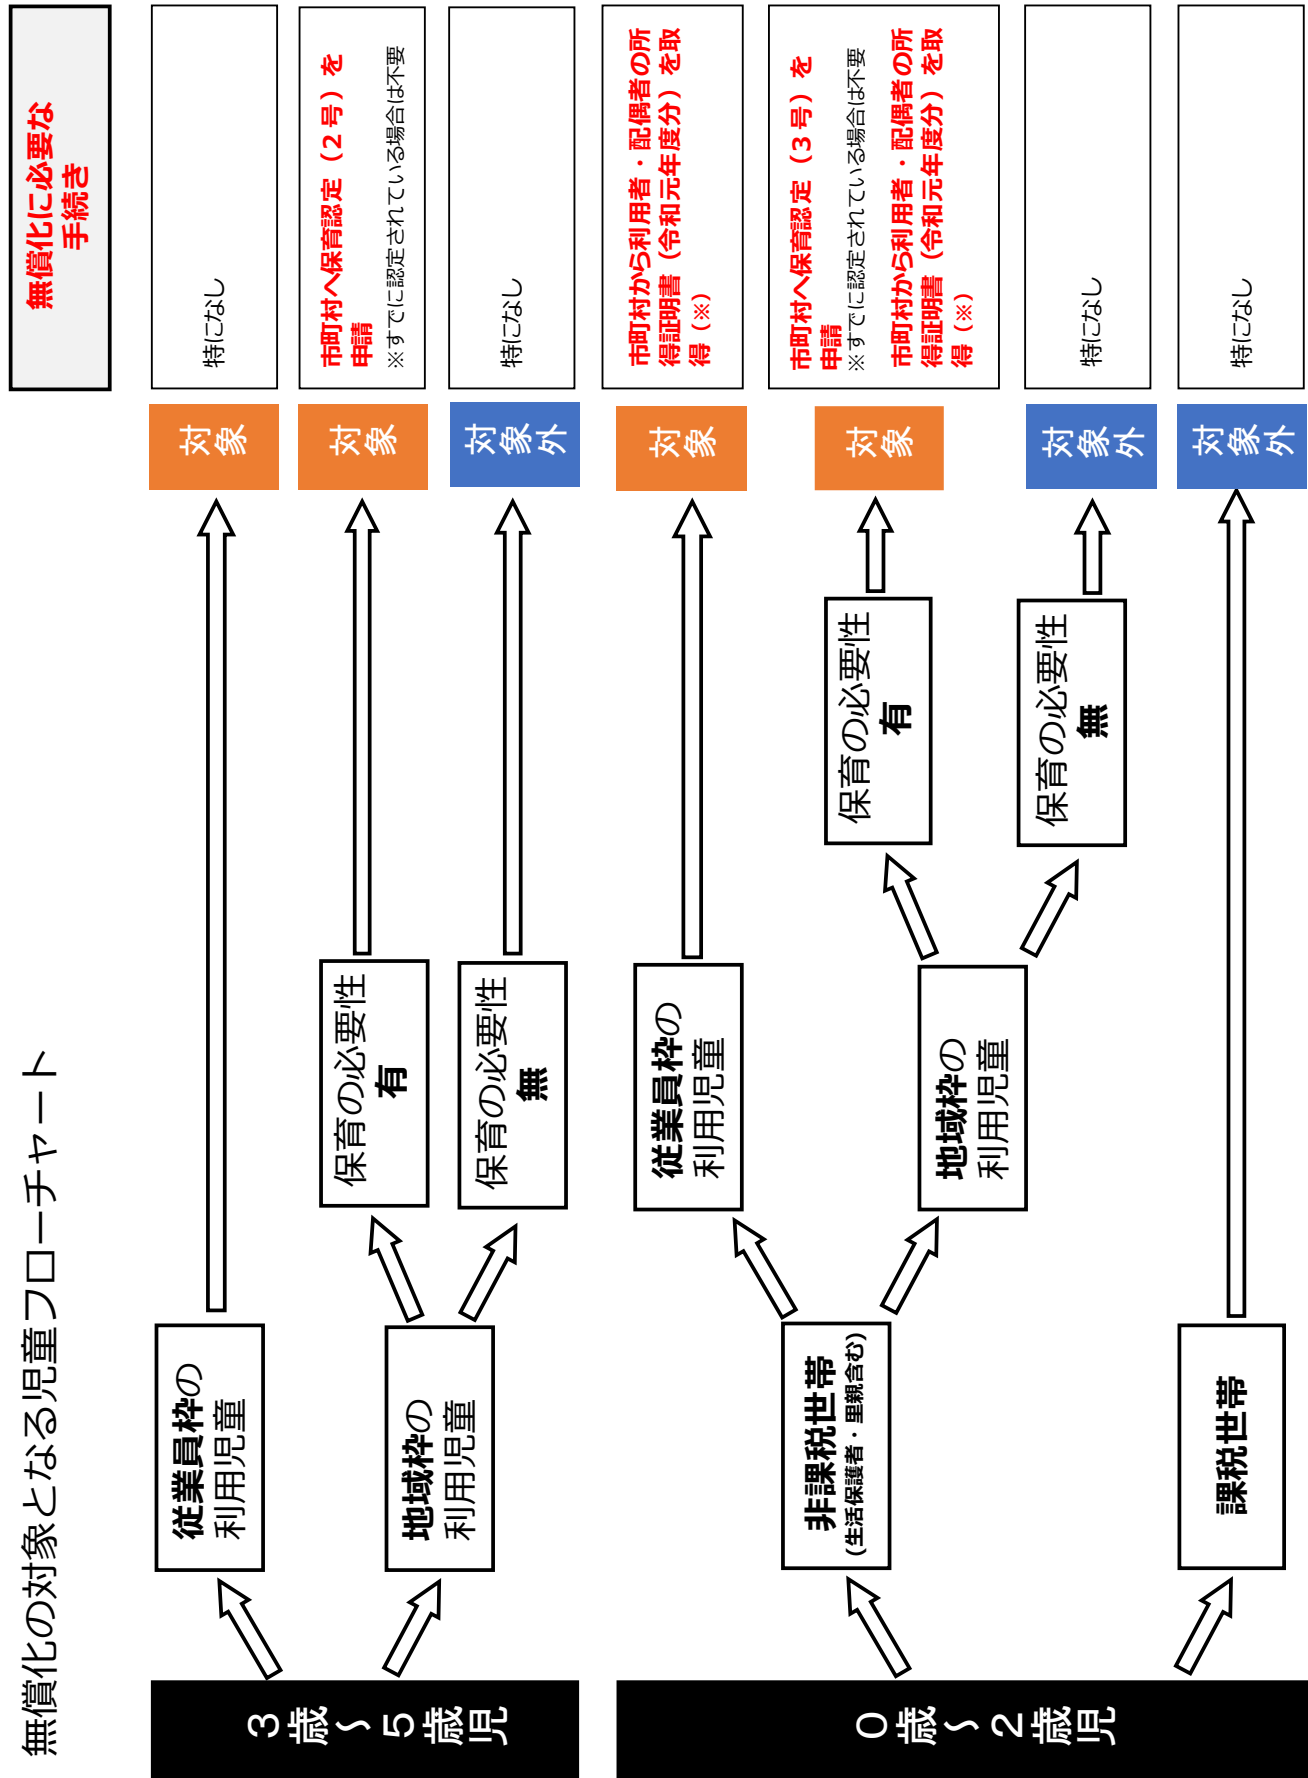 無償化の対象となる児童フローチャート
無償化に必要な
手続き
3歳～5歳児
従業員枠の
利用児童
対象
特になし
地域枠の
利用児童
保育の必要性
有
対象
市町村へ保育認定（2号）を
申請
※すでに認定されている場合は不要
保育の必要性
無
対象外
特になし
0歳～2歳児
非課税世帯
(生活保護者・里親含む)
従業員枠の
利用児童
対象
市町村から利用者・配偶者の所
得証明書（令和元年度分）を取
得（※）
地域枠の
利用児童
保育の必要性
有
対象
市町村へ保育認定（3号）を
申請
※すでに認定されている場合は不要
市町村から利用者・配偶者の所
得証明書（令和元年度分）を取
得（※）
保育の必要性
無
対象外
特になし
課税世帯
対象外
特になし